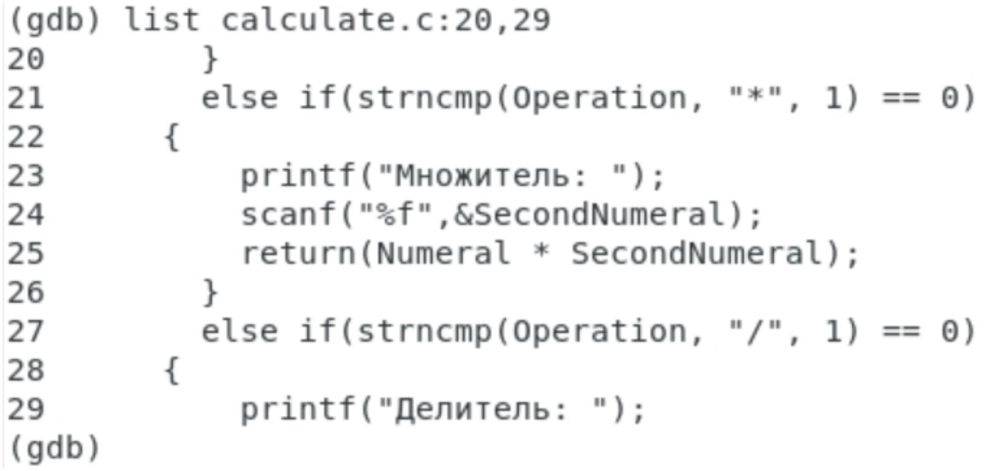 (gdb) list calculate.c:20,29
20        }
21        else if(strncmp(Operation, "*", 1) == 0)
22      {
23          printf("Множитель: ");
24          scanf("%f",&SecondNumeral);
25          return(Numeral * SecondNumeral);
26        }
27        else if(strncmp(Operation, "/", 1) == 0)
28      {
29          printf("Делитель: ");
(gdb)